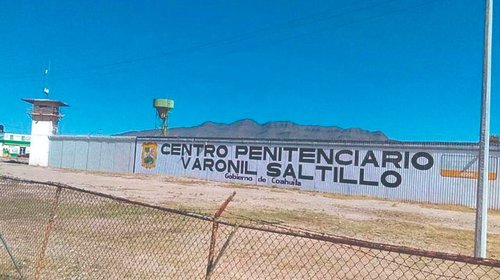 CENTRO PENITENCIARIO
VARONIL SALTILLO
Gobierno de Coahuila